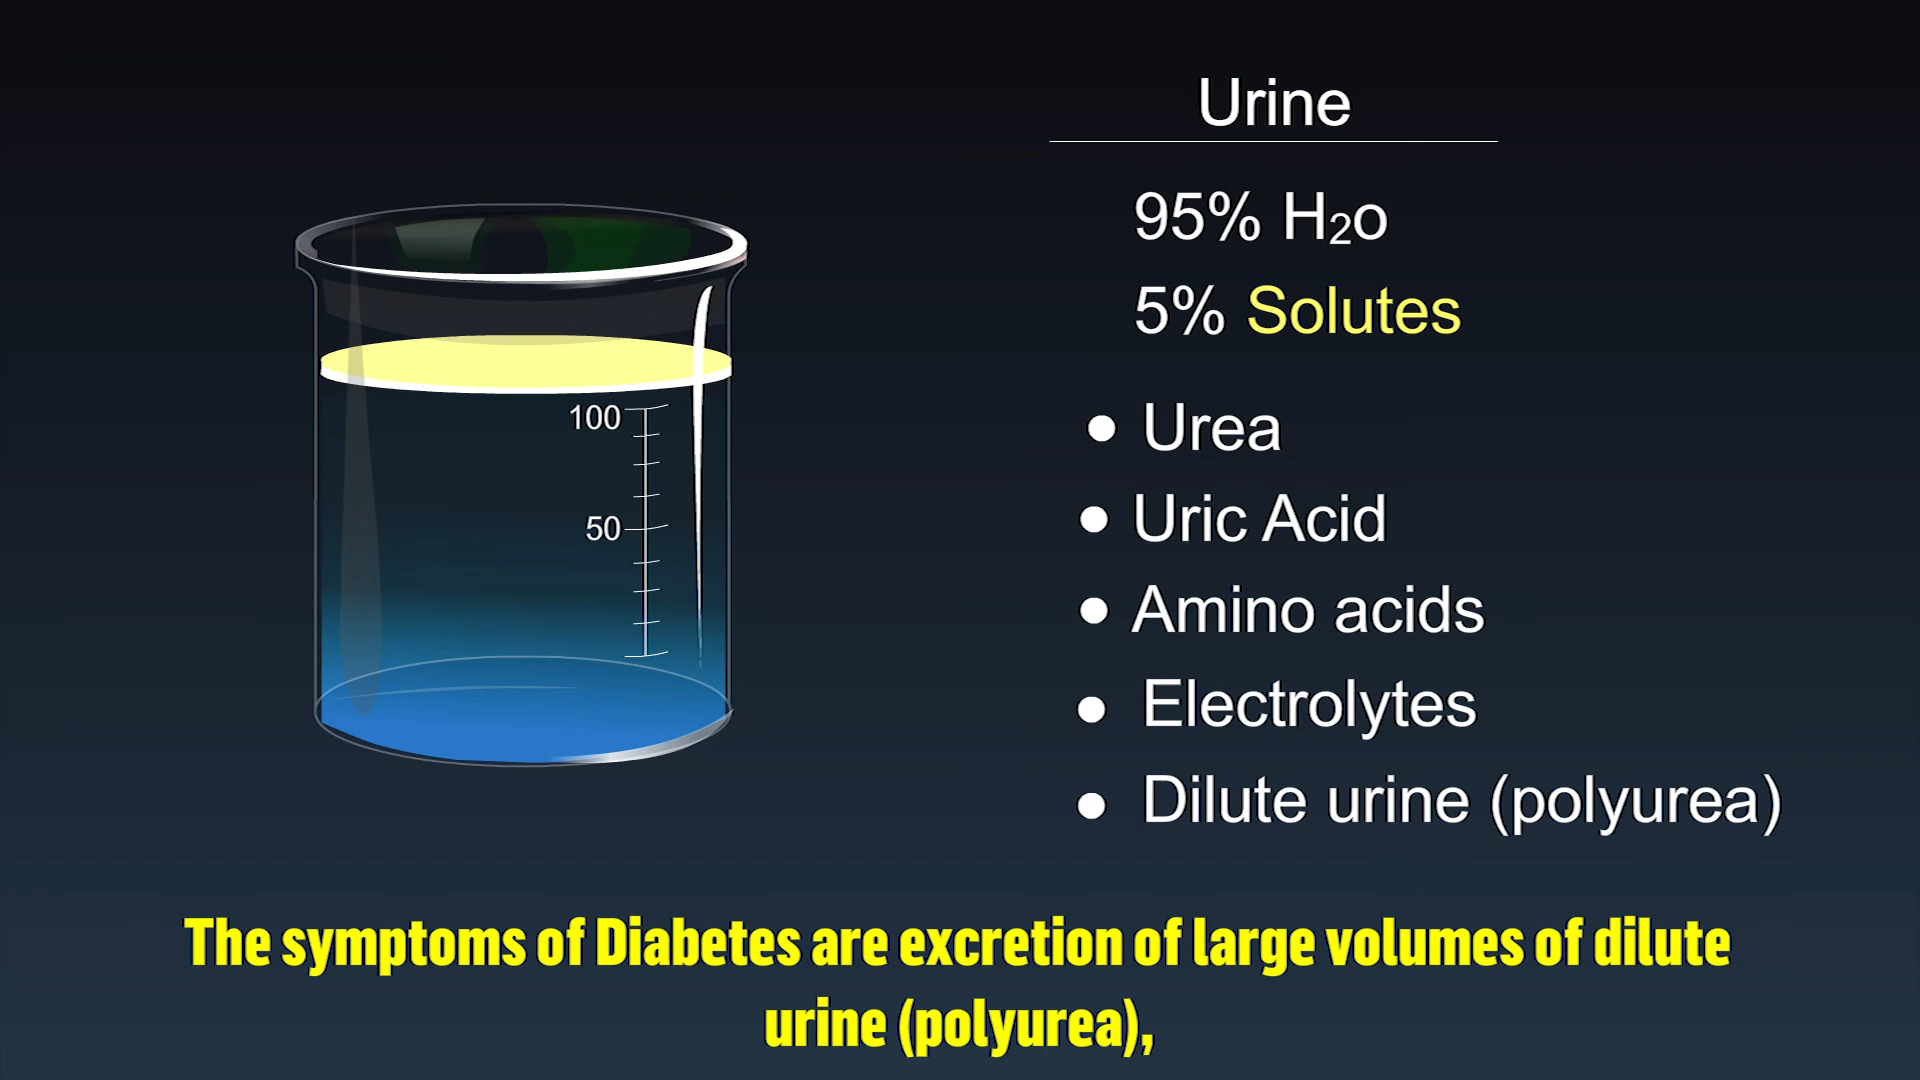 Urine
95% H₂o
5% Solutes
100
50
• Urea
• Uric Acid
• Amino acids
• Electrolytes
• Dilute urine (polyurea)
The symptoms of Diabetes are excretion of large volumes of dilute
urine (polyurea),